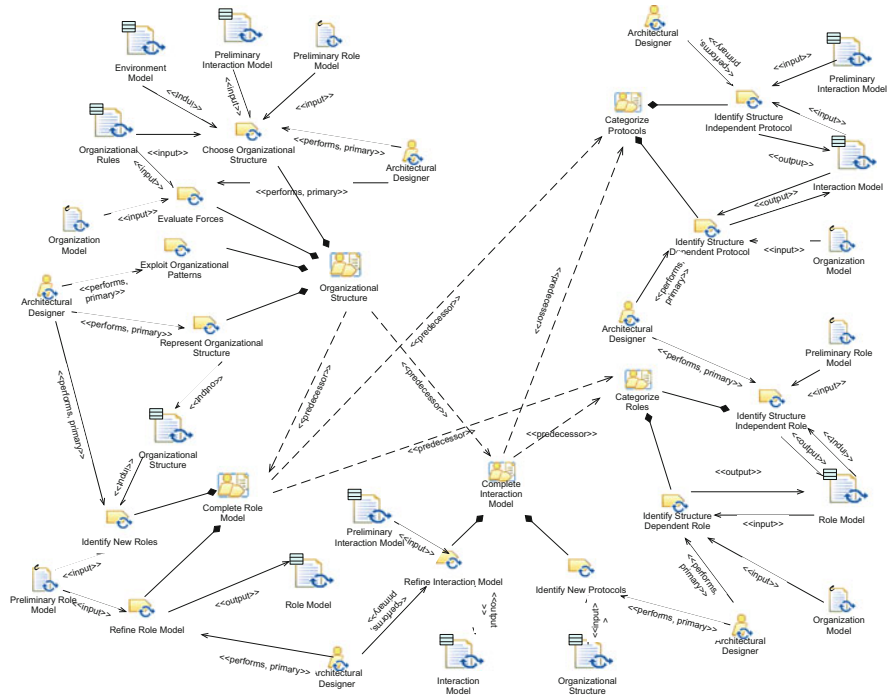 Environment
Model
Preliminary
Interaction Model
Preliminary
Role Model
<<input>>
<<input>>
<<input>>
Organizational
Rules
<<input>>
<<input>>
Choose Organizational
Structure
<<performs, primary>>
Architectural
Designer
<<performs, primary>>
Organization
Model
<<input>>
Evaluate Forces
Exploit Organizational
Patterns
Architectural
Designer
<<performs,
primary>>
<<performs, primary>>
Represent Organizational
Structure
Organizational
Structure
<<performs, primary>>
<<output>>
Organizational
Structure
<<input>>
<<predecessor>>
<<predecessor>>
<<predecessor>>
<<predecessor>>
<<predecessor>>
<<predecessor>>
Identify New Roles
Complete Role
Model
Preliminary Role
Model
<<input>>
<<input>>
Refine Role Model
<<output>>
Role Model
<<performs, primary>>
Architectural
Designer
<<performs,
primary>>
Preliminary
Interaction Model
<<input>>
Refine Interaction Model
<<output
>>
Interaction
Model
Complete
Interaction
Model
Identify New Protocols
<<input>
>
Organizational
Structure
<<performs, primary>>
Architectural
Designer
<<performs,
primary>>
<<input>>
Organization
Model
Identify Structure
Dependent Role
<<output>>
<<input>>
Role Model
<<output>>
<<input>>
Identify Structure
Independent Role
Preliminary Role
Model
<<input>>
Categorize
Roles
<<performs, primary>>
Architectural
Designer
<<performs,
primary>>
Identify Structure
Dependent Protocol
<<input>>
Organization
Model
<<output>>
Interaction Model
<<output>>
<<input>>
Identify Structure
Independent Protocol
Categorize
Protocols
Preliminary
Interaction Model
<<input>>
<<performs,
primary>>
Architectural
Designer